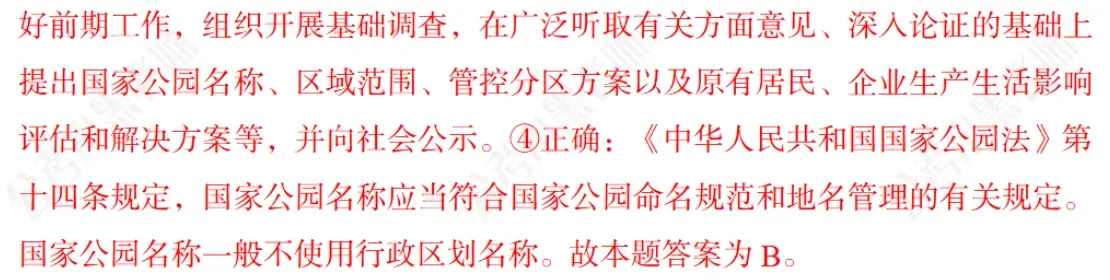 好前期工作，组织开展基础调查，在广泛听取有关方面意见、深入论证的基础上
提出国家公园名称、区域范围、管控分区方案以及原有居民、企业生产生活影响
评估和解决方案等，并向社会公示。④正确：《中华人民共和国国家公园法》第
十四条规定，国家公园名称应当符合国家公园命名规范和地名管理的有关规定。
国家公园名称一般不使用行政区划名称。故本题答案为 B。